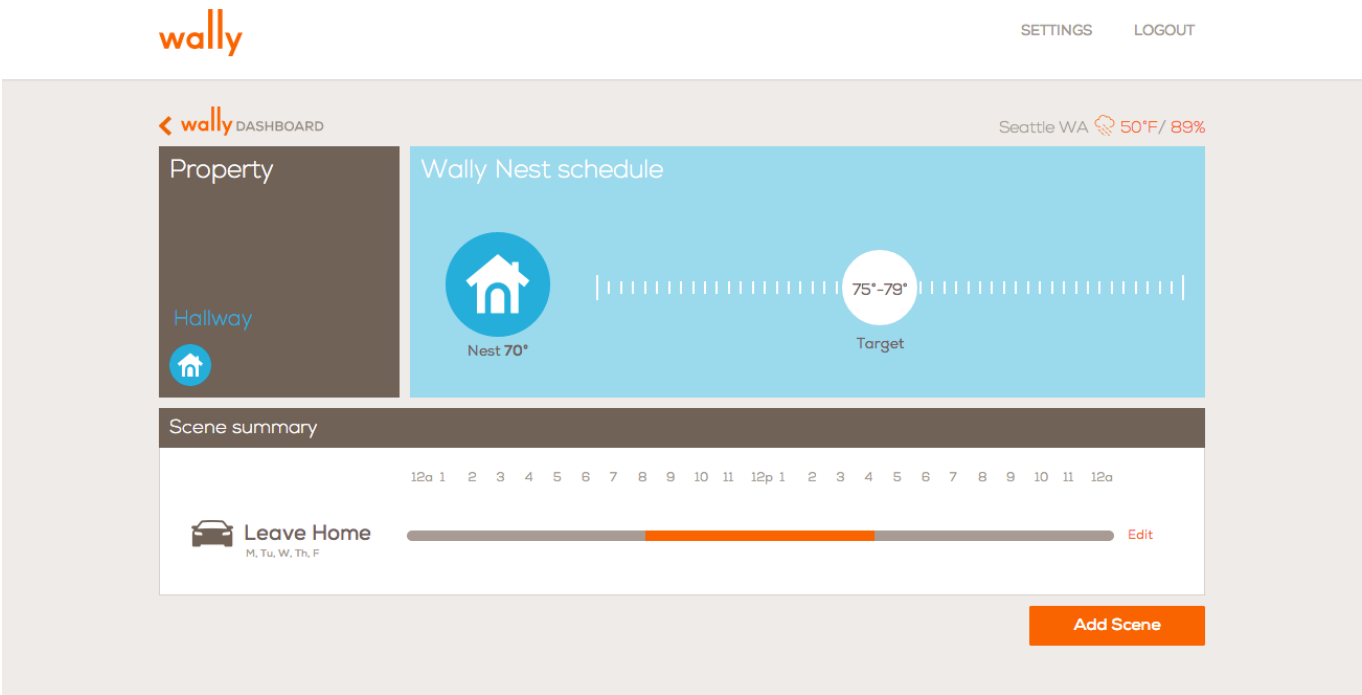 wally
SETTINGS LOGOUT
wally DASHBOARD
Seattle WA 50°F/ 89%
Property
Wally Nest schedule
75°-79°
Hallway
Target
Nest 70°
Scene summary
12a 1 2 3 4 5 6 7 8 9 10 11 12p 1 2 3 4 5 6 7 8 9 10 11 12a
Leave Home
Edit
M, Tu, W, Th, F
Add Scene